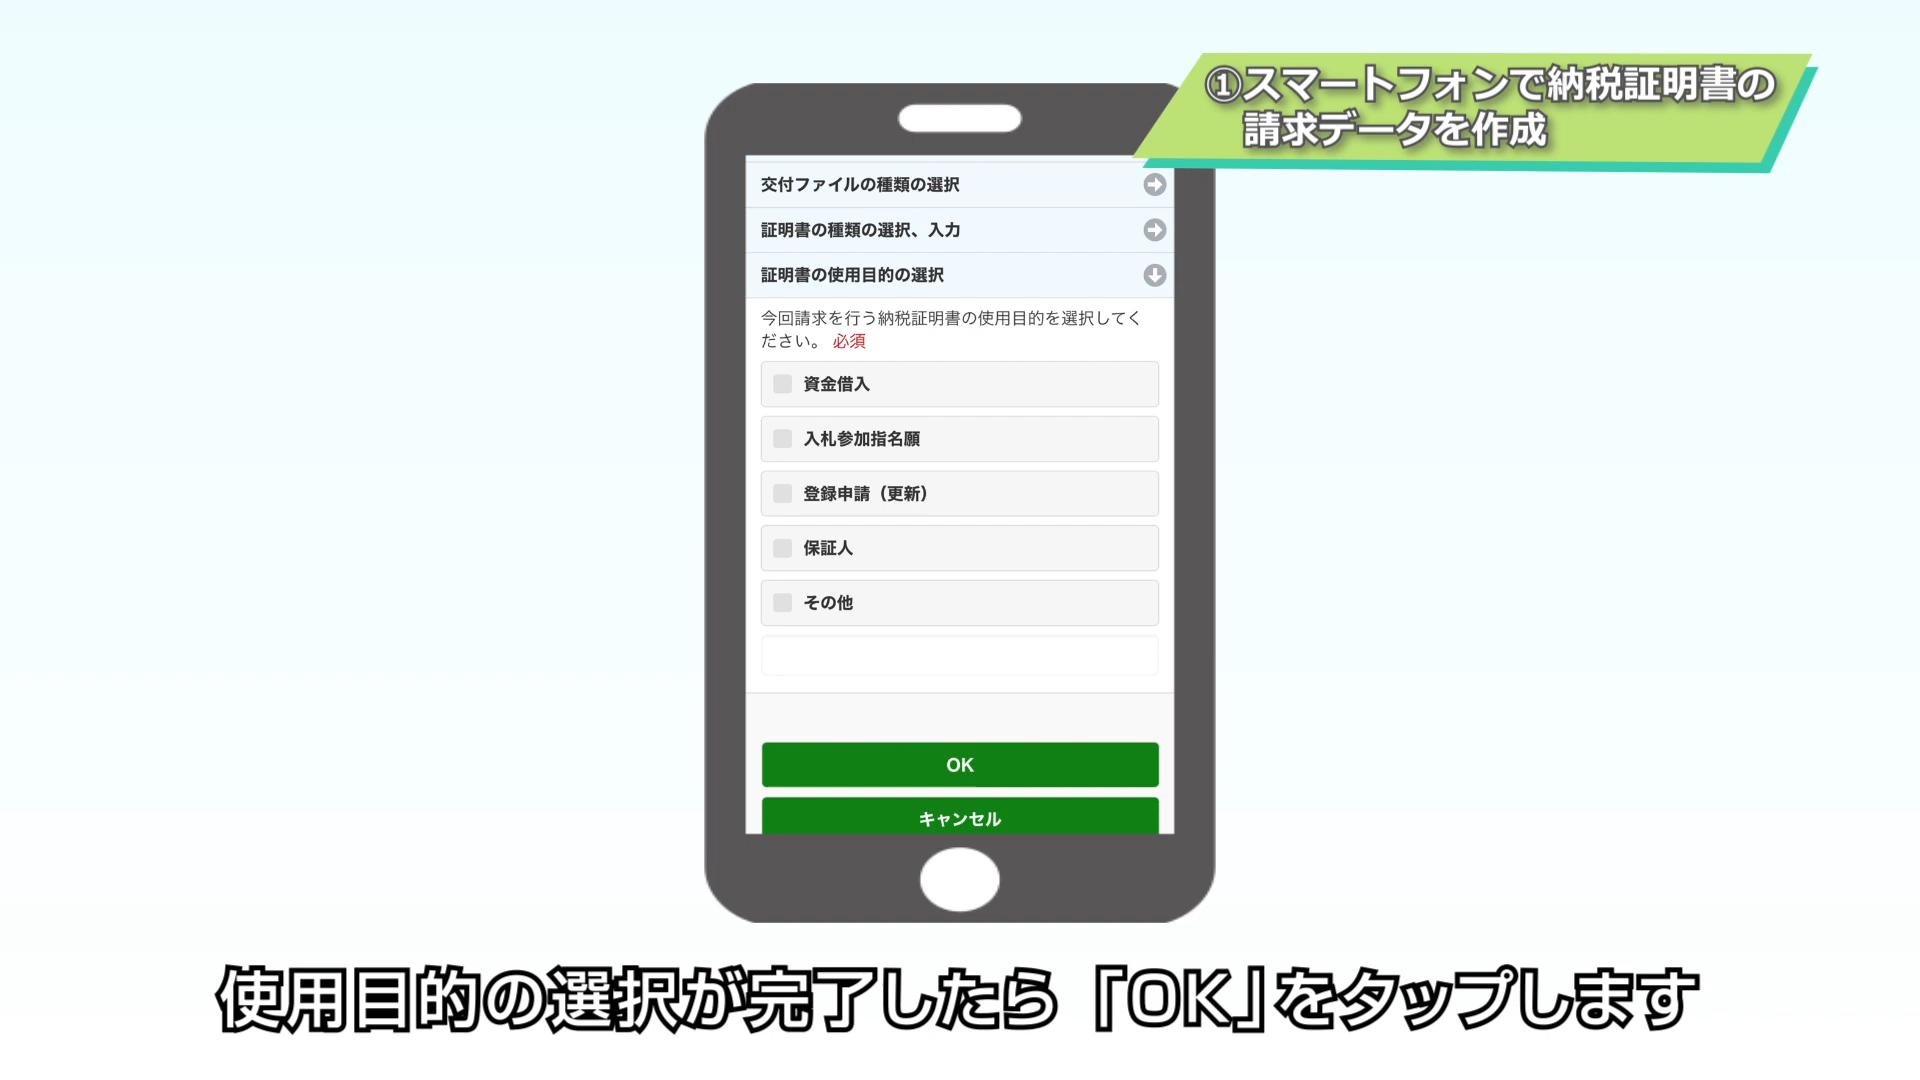 ①スマートフォンで納税証明書の
請求データを作成
交付ファイルの種類の選択
証明書の種類の選択、入力
証明書の使用目的の選択
今回請求を行う納税証明書の使用目的を選択してく
ださい。 必須
資金借入
入札参加指名願
登録申請（更新）
保証人
その他
OK
キャンセル
使用目的の選択が完了したら「OK」をタップします